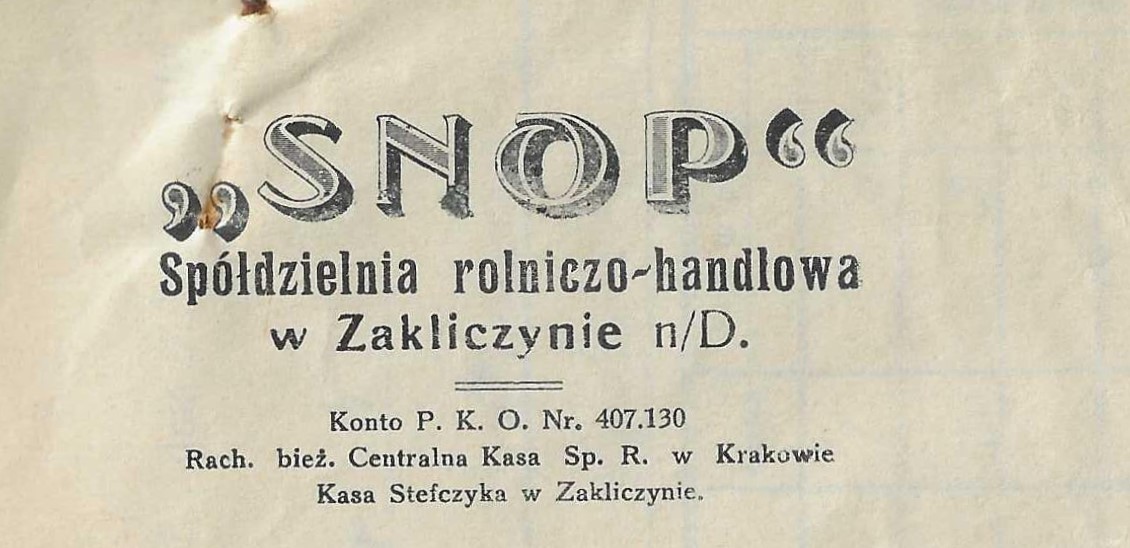 „SNOP“
Spółdzielnia rolniczo-handlowa
w Zakliczynie n/D.
Konto P. K. O. Nr. 407.130
Rach. bież. Centralna Kasa Sp. R. w Krakowie
Kasa Stefczyka w Zakliczynie.